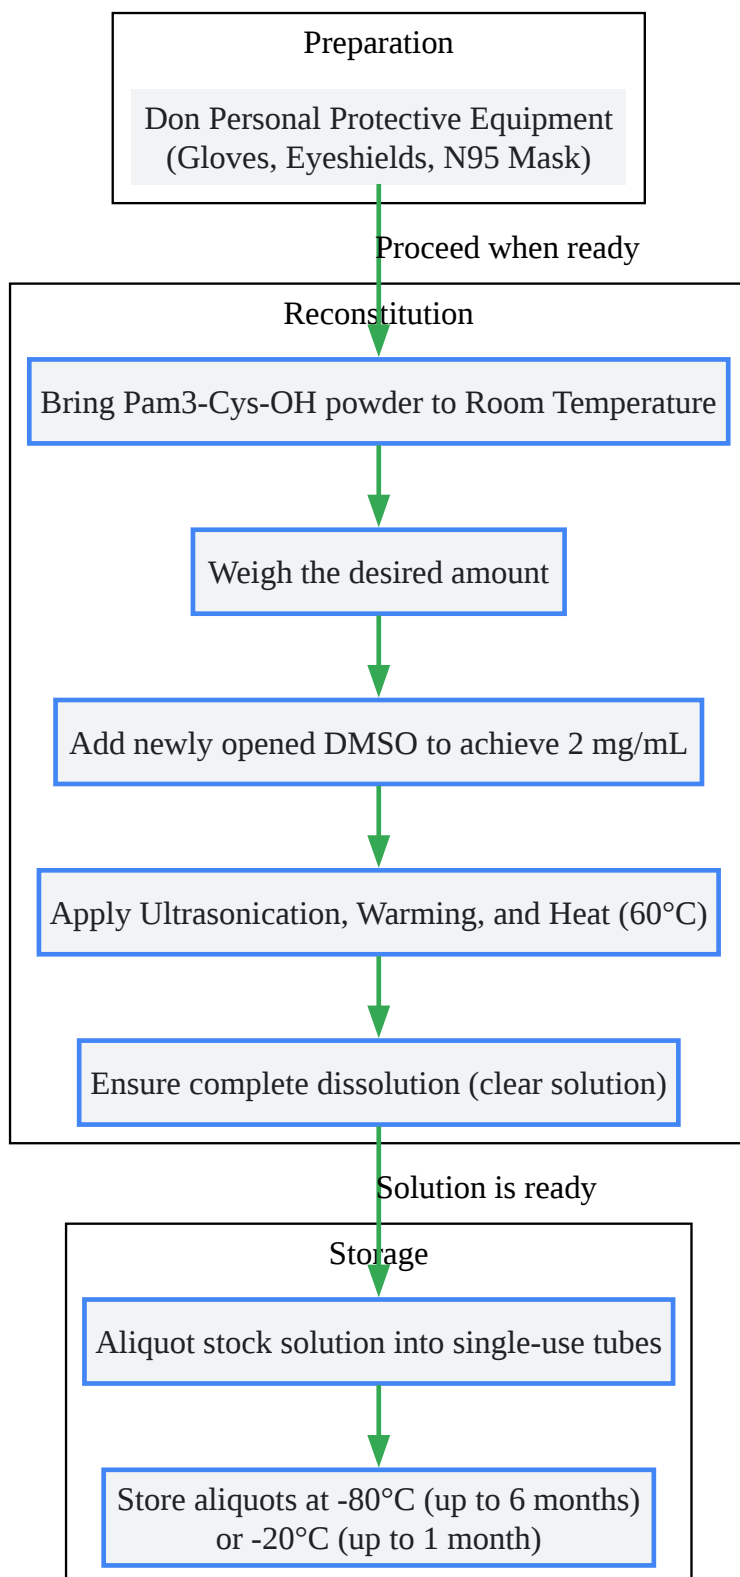 Preparation
Don Personal Protective Equipment
(Gloves, Eyeshields, N95 Mask)
Proceed when ready
Reconstitution
Bring Pam3-Cys-OH powder to Room Temperature
Weigh the desired amount
Add newly opened DMSO to achieve 2 mg/mL
Apply Ultrasonication, Warming, and Heat (60°C)
Ensure complete dissolution (clear solution)
Solution is ready
Storage
Aliquot stock solution into single-use tubes
Store aliquots at -80°C (up to 6 months)
or -20°C (up to 1 month)